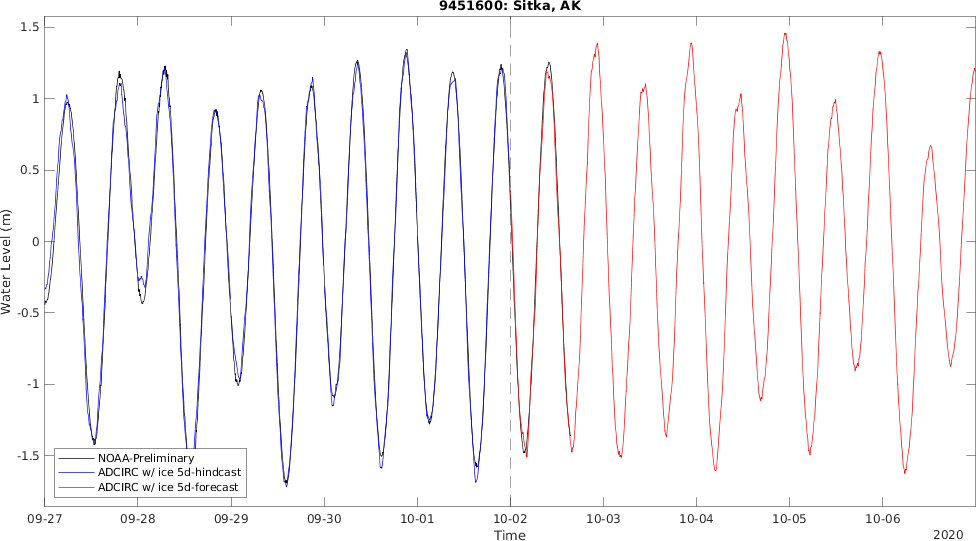 9451600: Sitka, AK
1.5
1
0.5
0
-0.5
-1
-1.5
Water Level (m)
NOAA-Preliminary
ADCIRC w/ ice 5d-hindcast
ADCIRC w/ ice 5d-forecast
09-27 09-28 09-29 09-30 10-01 10-02 10-03 10-04 10-05 10-06
Time
2020